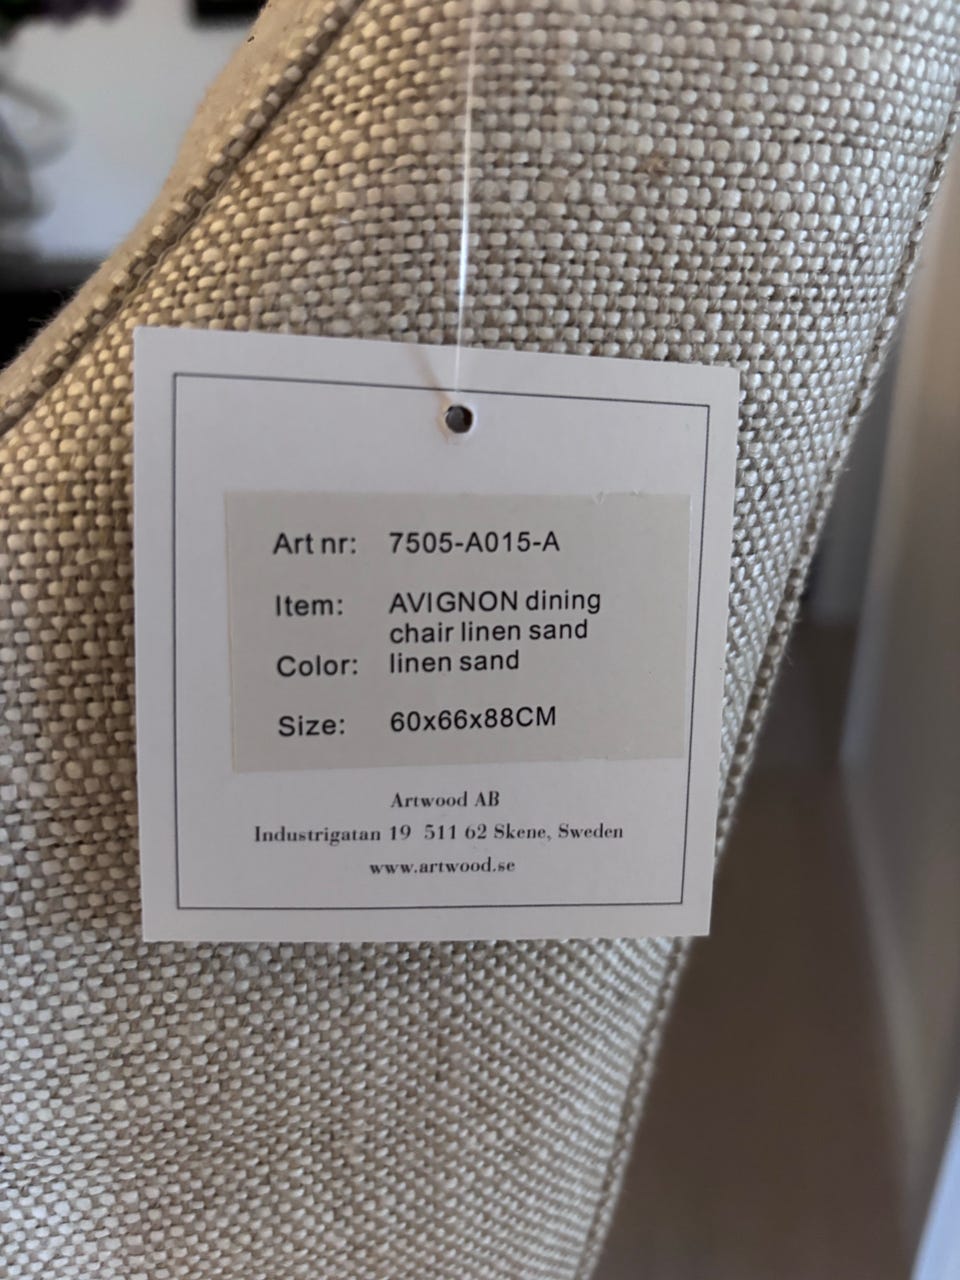 Art nr: 7505-A015-A
Item: AVIGNON dining
chair linen sand
Color: linen sand
Size: 60x66x88CM
Artwood AB
Industrigatan 19 511 62 Skene, Sweden
www.artwood.se